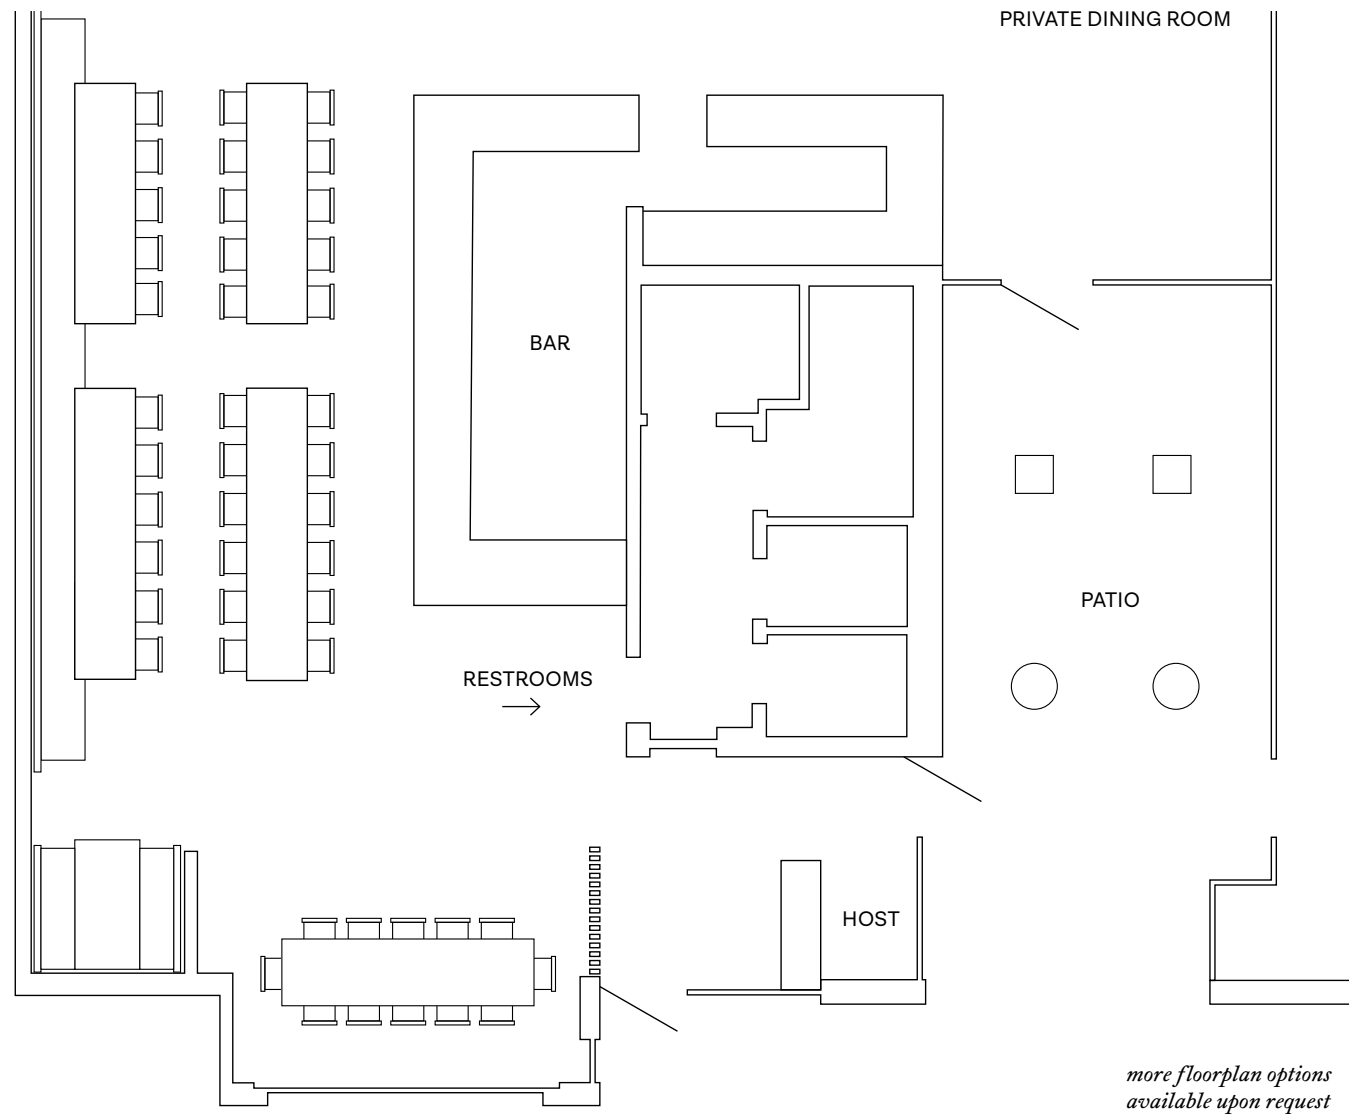 PRIVATE DINING ROOM
BAR
PATIO
RESTROOMS
HOST
more floorplan options
available upon request